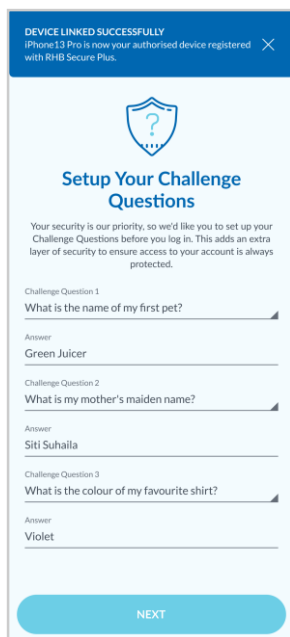 DEVICE LINKED SUCCESSFULLY
iPhone13 Pro is now your authorised device registered
with RHB Secure Plus.
?
Setup Your Challenge
Questions
Your security is our priority, so we'd like you to set up your
Challenge Questions before you log in. This adds an extra
layer of security to ensure access to your account is always
protected.
Challenge Question 1
What is the name of my first pet?
Answer
Green Juicer
Challenge Question 2
What is my mother's maiden name?
Answer
Siti Suhaila
Challenge Question 3
What is the colour of my favourite shirt?
Answer
Violet
NEXT